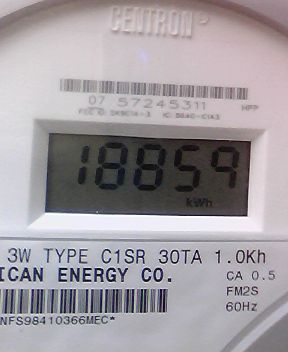 CENTRON
07 57245311 HPP
18859
kWh
3W TYPE C1SR 30TA 1.0Kh
ICAN ENERGY CO.
CA 0.5
FM2S
60Hz
NFS98410366MEC*